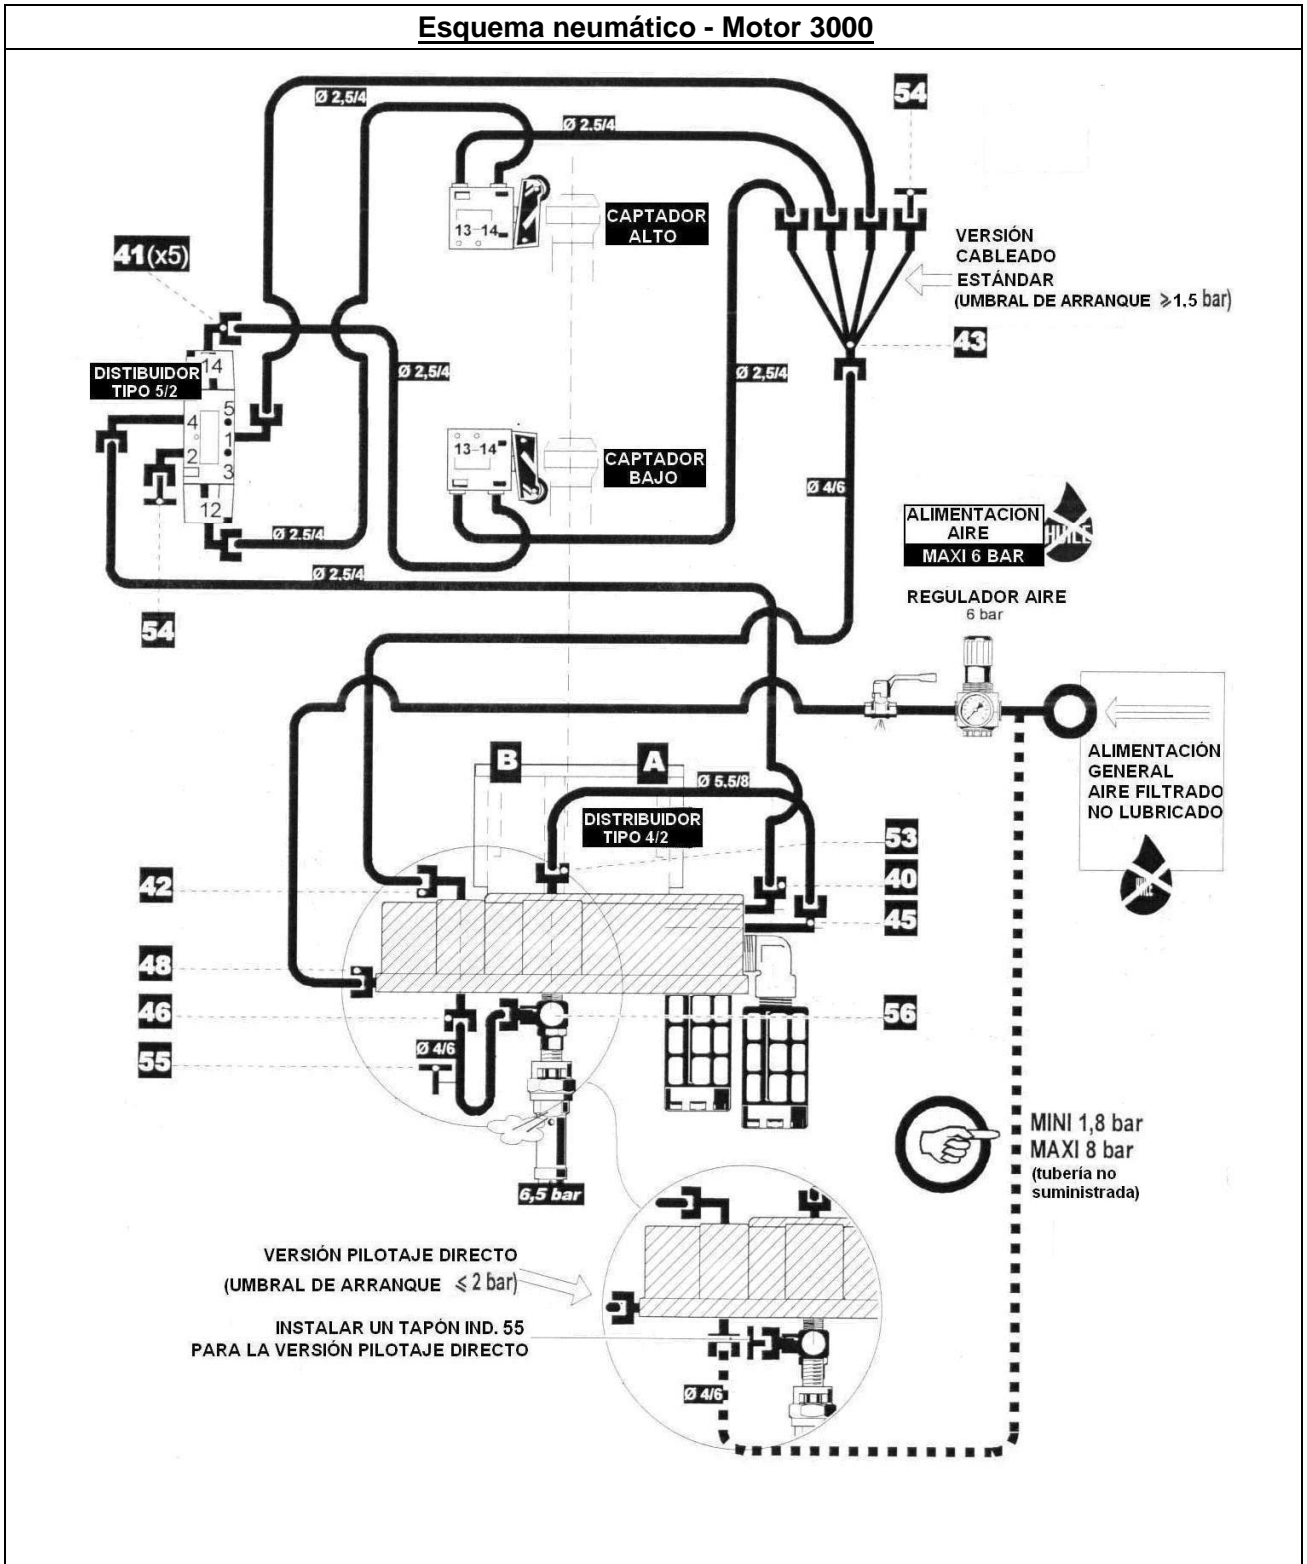 Esquema neumático - Motor 3000
Ø 2,5/4
Ø 2.5/4
54
13-14
CAPTADOR
ALTO
VERSIÓN
CABLEADO
ESTÁNDAR
(UMBRAL DE ARRANQUE ⩾1.5 bar)
41(x5)
43
14
DISTIBUIDOR
TIPO 5/2
Ø 2,5/4
Ø 2,5/4
5
4
1
2
3
12
13-14
CAPTADOR
BAJO
Ø 4/6
Ø 2.5/4
Ø 2.5/4
ALIMENTACION
AIRE
MAXI 6 BAR
HUILE
54
REGULADOR AIRE
6 bar
B
A
Ø 5,5/8
DISTRIBUIDOR
TIPO 4/2
ALIMENTACIÓN
GENERAL
AIRE FILTRADO
NO LUBRICADO
HUILE
53
42
40
45
48
46
56
Ø 4/6
55
6,5 bar
MINI 1,8 bar
MAXI 8 bar
(tubería no
suministrada)
VERSIÓN PILOTAJE DIRECTO
(UMBRAL DE ARRANQUE ⩽ 2 bar)
INSTALAR UN TAPÓN IND. 55
PARA LA VERSIÓN PILOTAJE DIRECTO
Ø 4/6